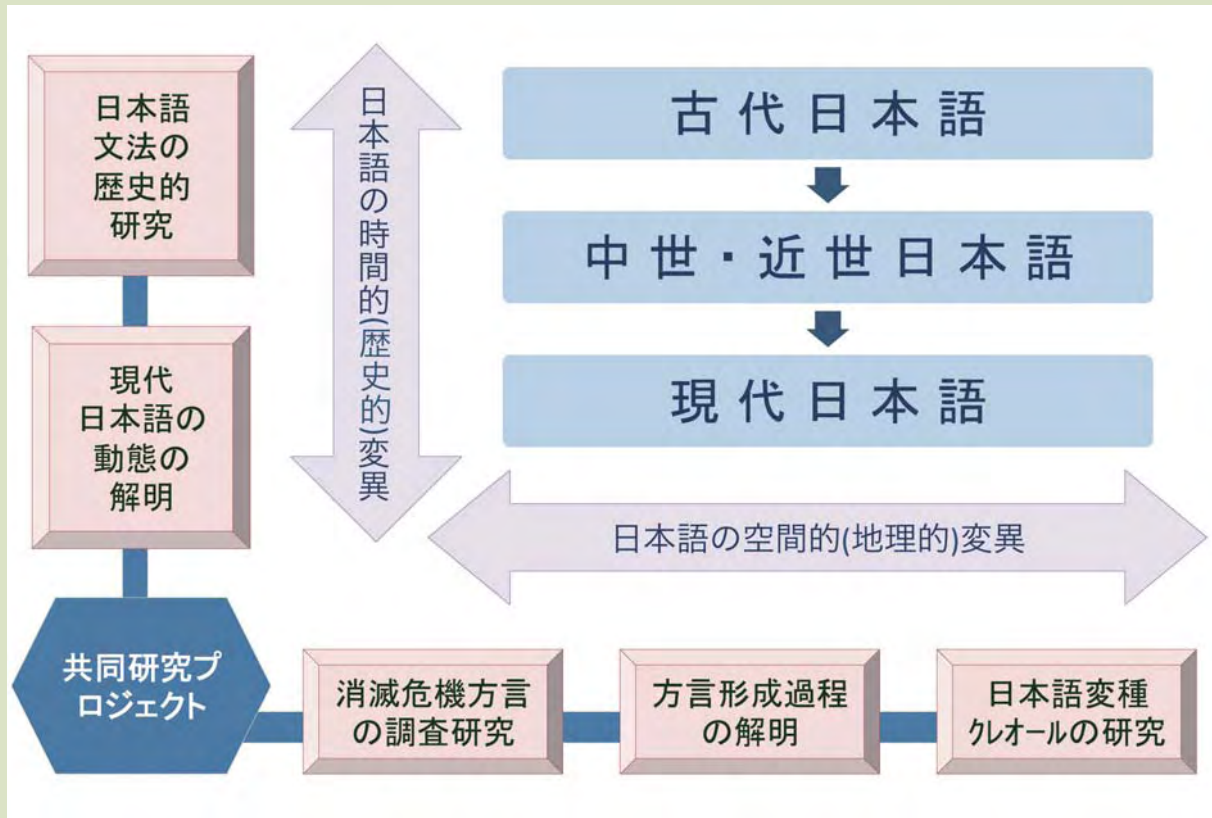 日本語
文法の
歴史的
研究
現代
日本語の
動態の
解明
共同研究プ
ロジェクト
日本語の時間的(歴史的)変異
古代日本語
中世・近世日本語
現代日本語
日本語の空間的(地理的)変異
消滅危機方言
の調査研究
方言形成過程
の解明
日本語変種
クレオールの研究